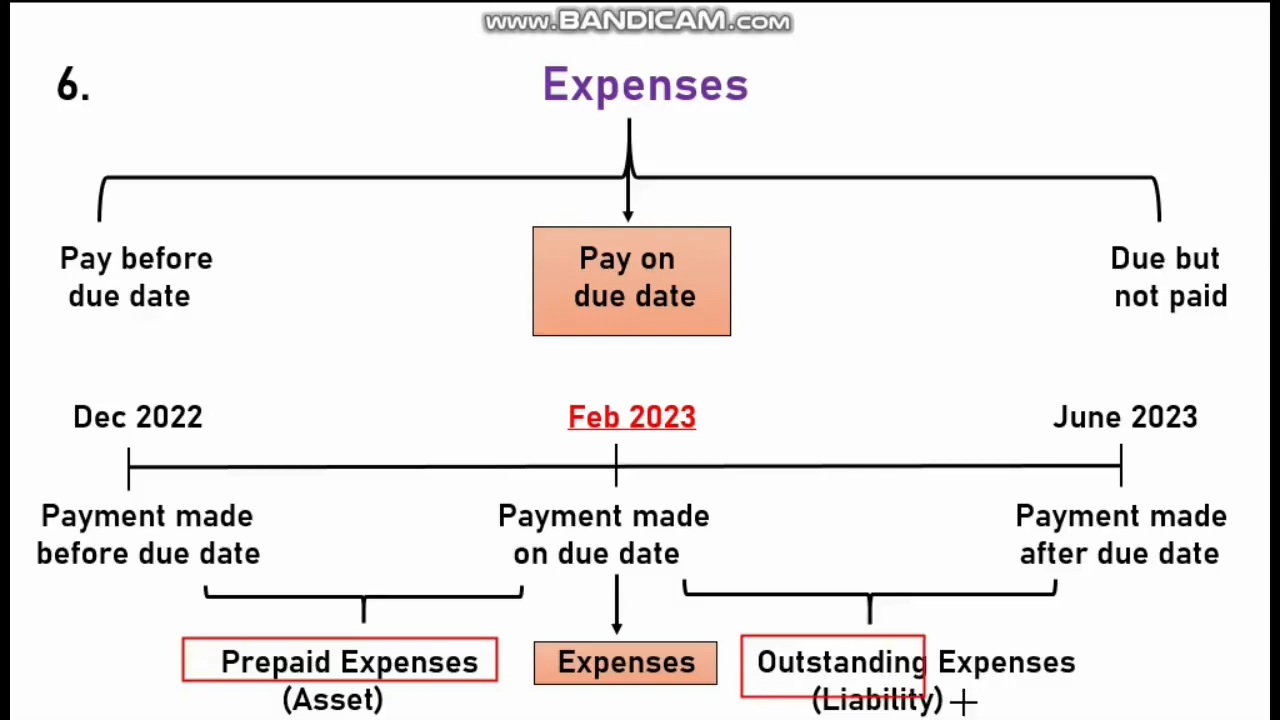 www.BANDICAM.com
6.
Expenses
Pay before
due date
Pay on
due date
Due but
not paid
Dec 2022
Feb 2023
June 2023
Payment made
before due date
Payment made
on due date
Payment made
after due date
Prepaid Expenses
(Asset)
Expenses
Outstanding Expenses
(Liability)